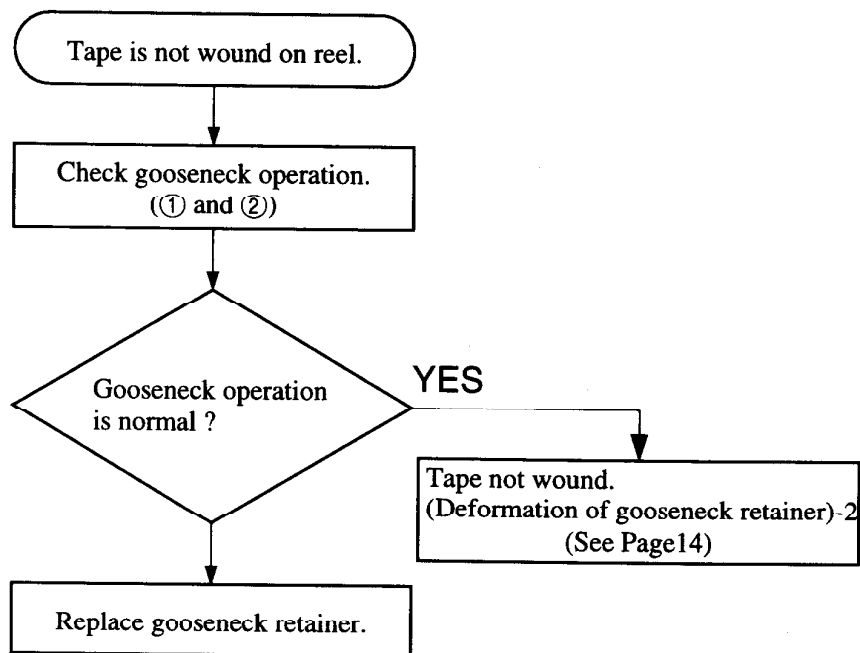 Tape is not wound on reel.
Check gooseneck operation.
(① and ②)
Gooseneck operation
is normal ?
YES
Tape not wound.
(Deformation of gooseneck retainer)-2
(See Page14)
Replace gooseneck retainer.